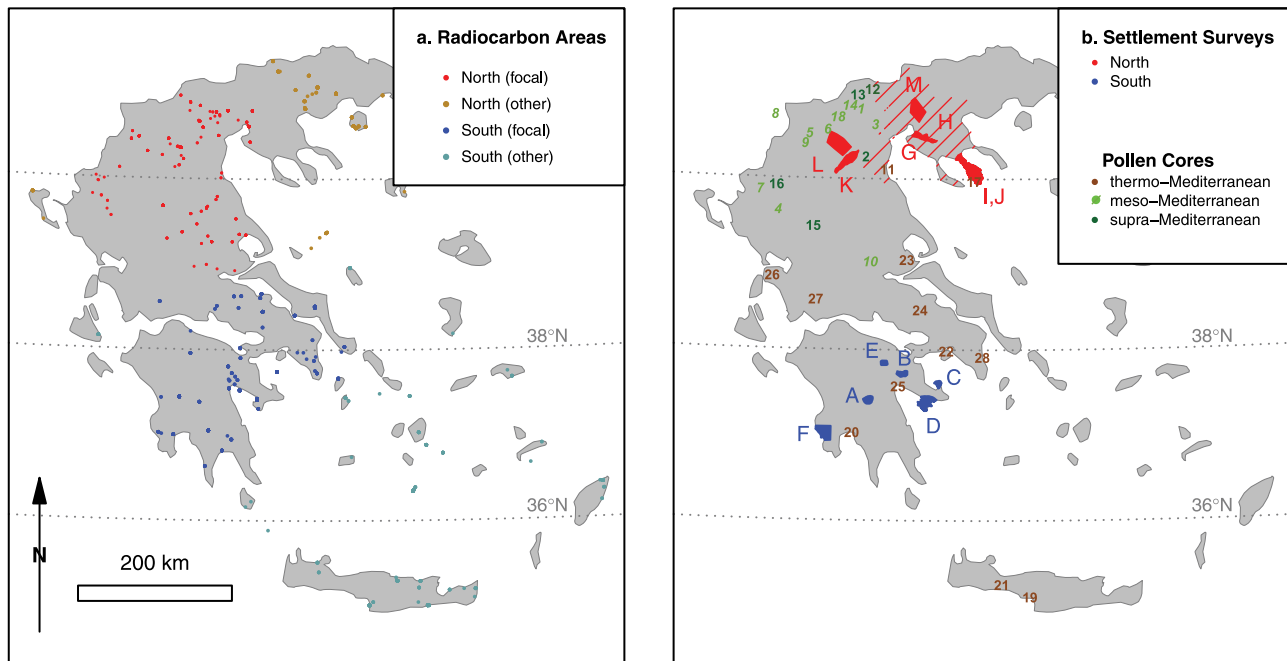 a. Radiocarbon Areas
North (focal)
North (other)
South (focal)
South (other)
38°N
36°N
N
200 km
b. Settlement Surveys
North
South
Pollen Cores
thermo−Mediterranean
meso−Mediterranean
supra−Mediterranean
12
13
M
14
1
8
18
3
H
5
6
9
G
2
L
11
K
17
16
7
I,J
4
15
10
23
26
27
24
22
E
B
28
25
C
A
D
F
20
21
19